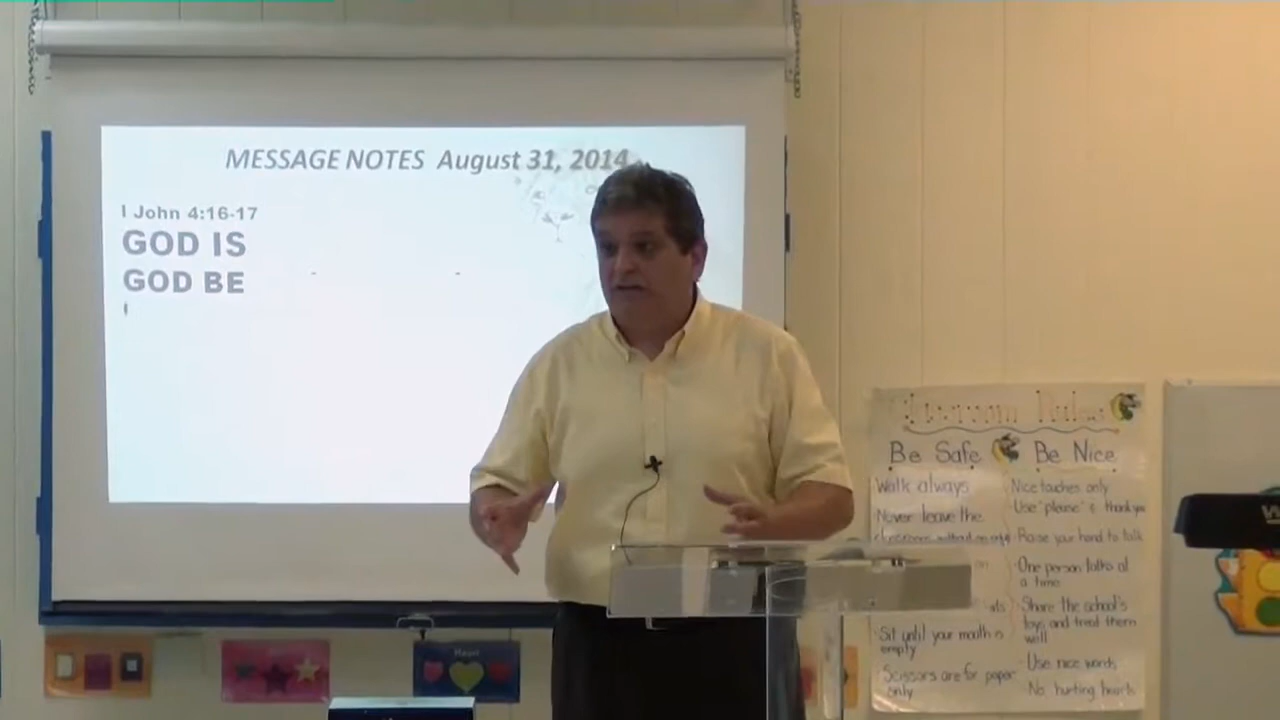 MESSAGE NOTES August 31, 2014
I John 4:16-17
GOD IS
GOD BE
Classroom Rules
Be Safe
Be Nice
Walk always
Never leave the
Sit until your mouth is
empty
Scissors are for paper
only
Nice touches only
Use "please" &
Raise your hand to talk
One person talks at
a time
Share the school's
toys and treat them
well
Use nice words
No hurting hearts
Heart